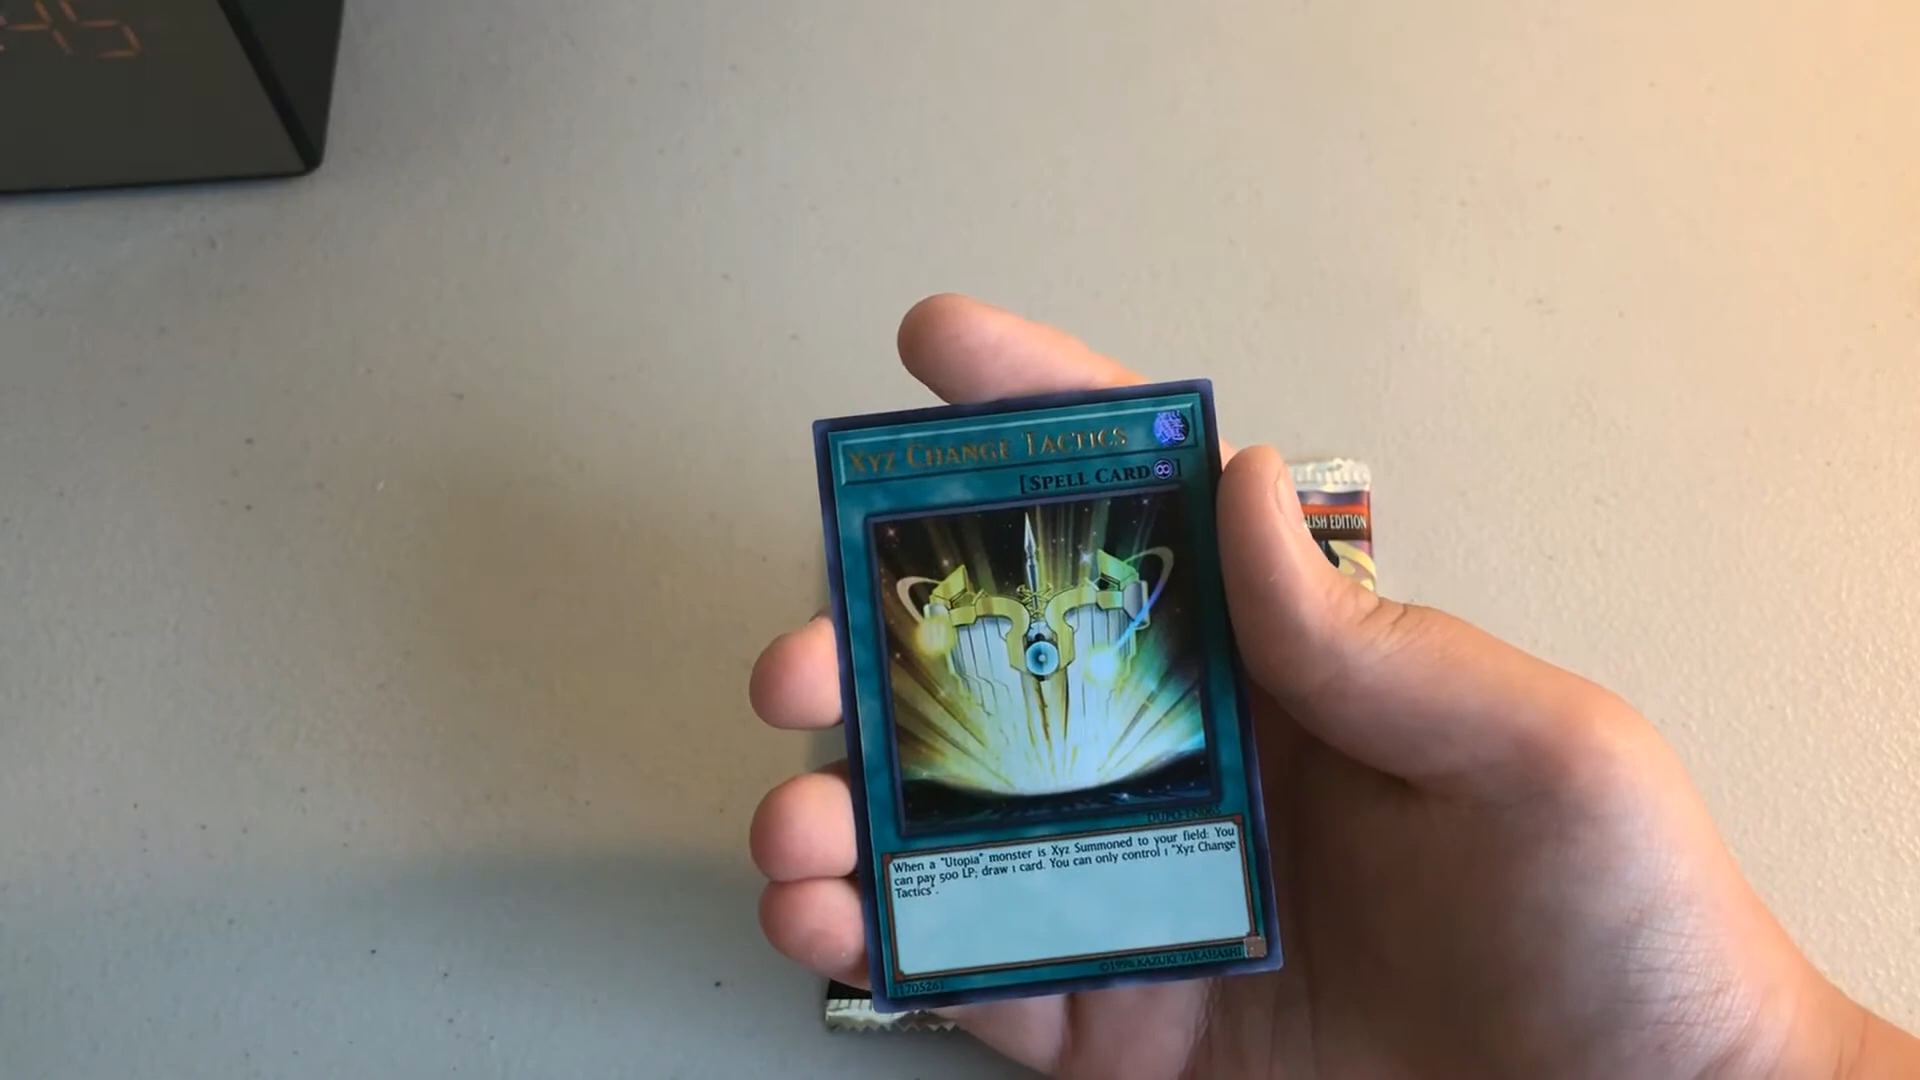 45
XYZ CHANGE TACTICS
[SPELL CARD]
LISH EDITION
When a "Utopia" monster is Xyz Summoned to your field: You
can pay 500 LP; draw 1 card. You can only control 1 "Xyz Change
Tactics".
©1996 KAZUKI TAKAHASHI